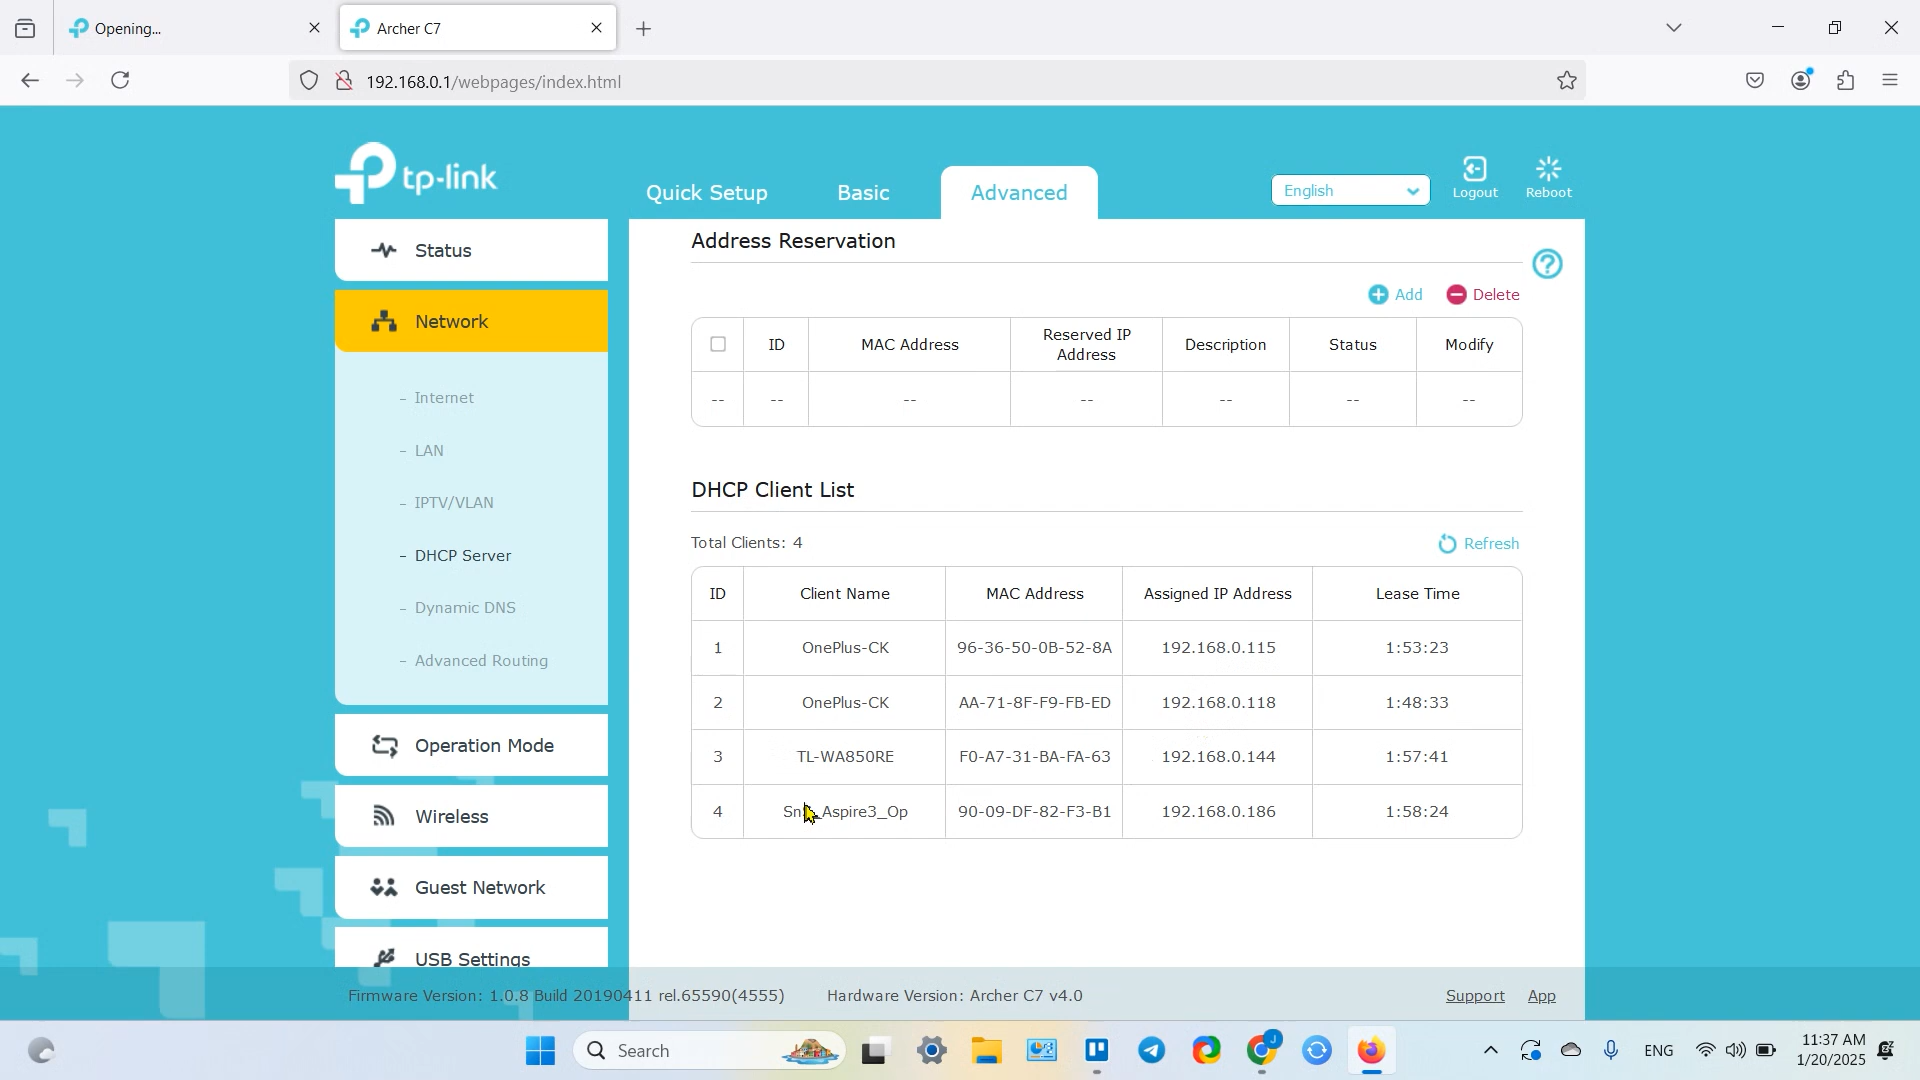 Opening...
Archer C7
192.168.0.1/webpages/index.html
tp-link
Quick Setup
Basic
Advanced
English
Logout
Reboot
Status
Network
- Internet
- LAN
- IPTV/VLAN
- DHCP Server
- Dynamic DNS
- Advanced Routing
Operation Mode
Wireless
Guest Network
USB Settings
Address Reservation
Add
Delete
ID MAC Address Reserved IP Address Description Status Modify
-- -- -- -- -- -- --
DHCP Client List
Total Clients: 4
Refresh
ID Client Name MAC Address Assigned IP Address Lease Time
1 OnePlus-CK 96-36-50-0B-52-8A 192.168.0.115 1:53:23
2 OnePlus-CK AA-71-8F-F9-FB-ED 192.168.0.118 1:48:33
3 TL-WA850RE F0-A7-31-BA-FA-63 192.168.0.144 1:57:41
4 90-09-DF-82-F3-B1 192.168.0.186 1:58:24
Firmware Version: 1.0.8 Build 20190411 rel.65590(4555)
Hardware Version: Archer C7 v4.0
Support
App
Search
ENG
11:37 AM
1/20/2025